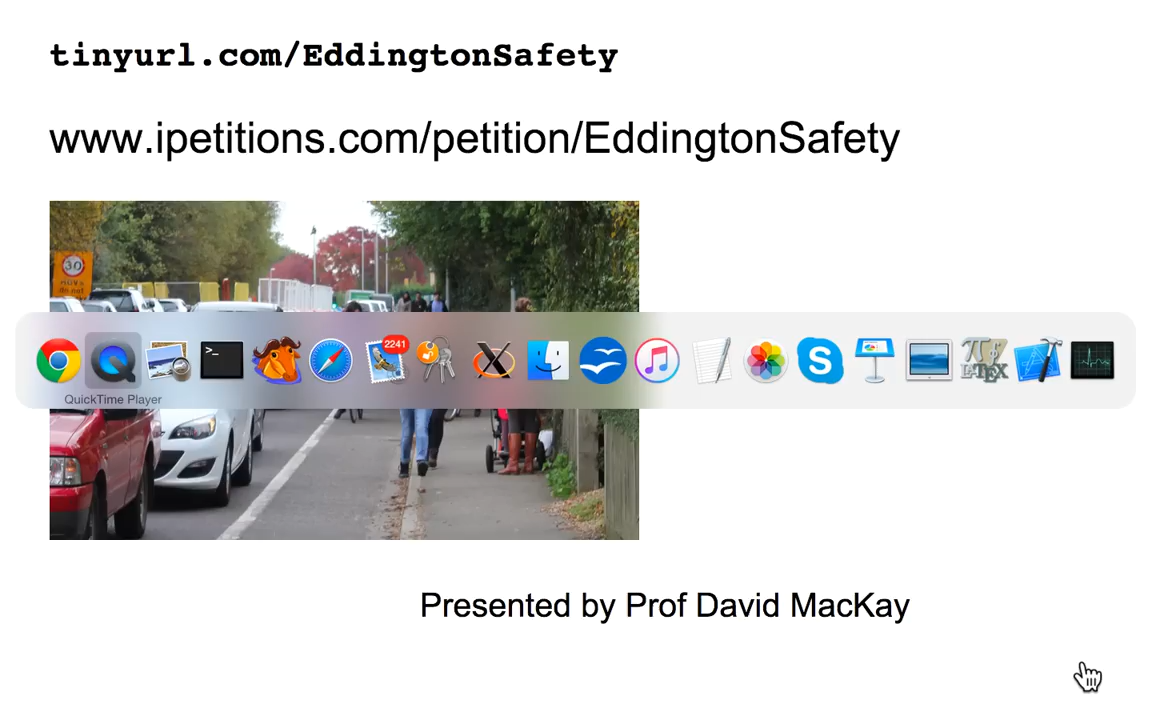 tinyurl.com/EddingtonSafety
www.ipetitions.com/petition/EddingtonSafety
30
2241
>_
X
S
QuickTime Player
Presented by Prof David MacKay